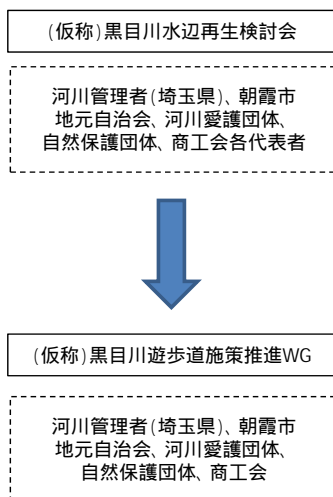 (仮称)黒目川水辺再生検討会
河川管理者(埼玉県)、朝霞市
地元自治会、河川愛護団体、
自然保護団体、商工会各代表者
(仮称)黒目川遊歩道施策推進WG
河川管理者(埼玉県)、朝霞市
地元自治会、河川愛護団体、
自然保護団体、商工会